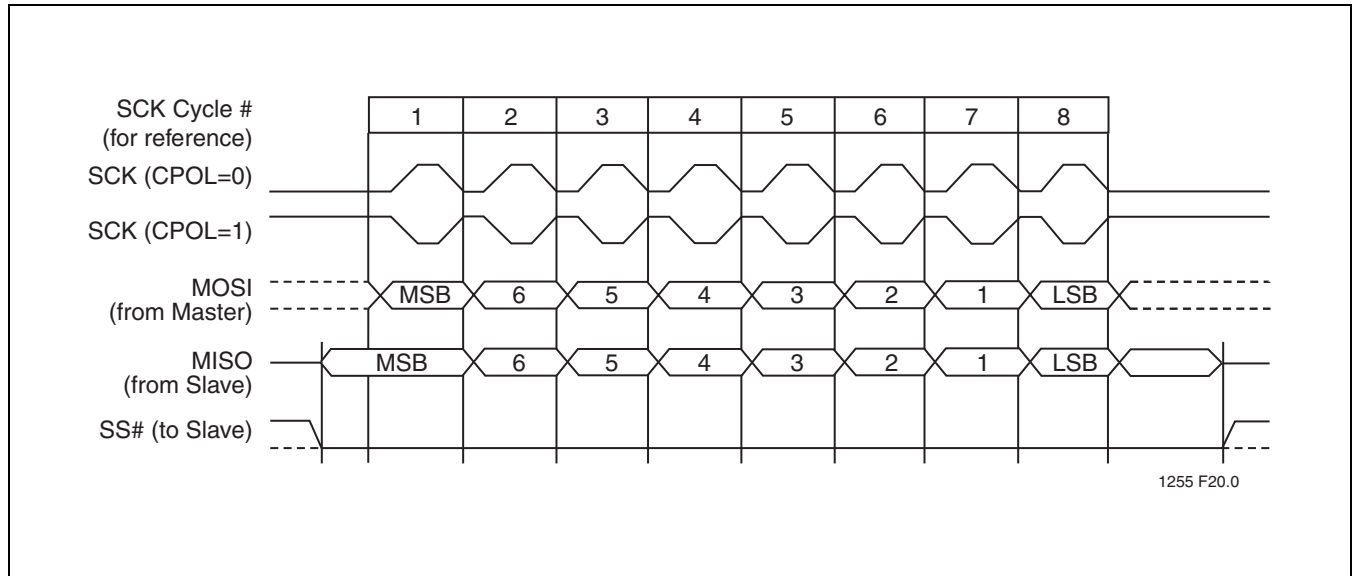 SCK Cycle #
(for reference)
1 2 3 4 5 6 7 8
SCK (CPOL=0)
SCK (CPOL=1)
MOSI
(from Master)
MSB 6 5 4 3 2 1 LSB
MISO
(from Slave)
MSB 6 5 4 3 2 1 LSB
SS# (to Slave)
1255 F20.0